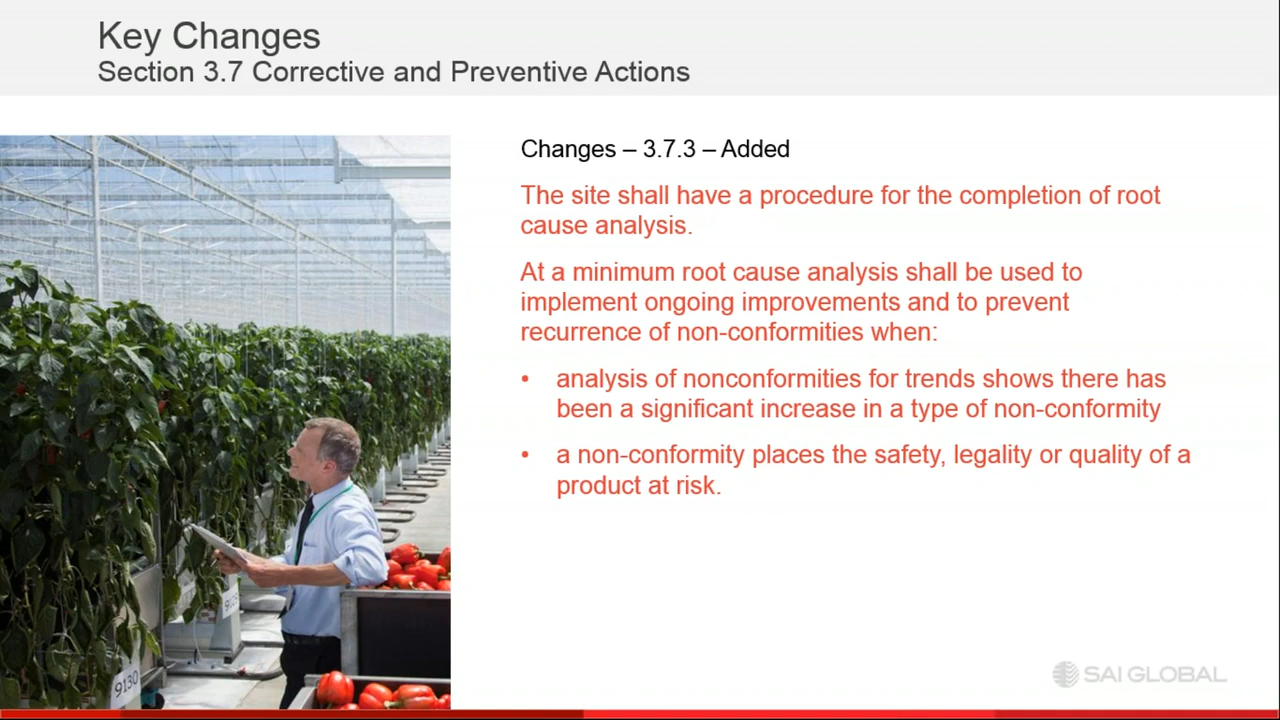 Key Changes
Section 3.7 Corrective and Preventive Actions
Changes – 3.7.3 – Added
The site shall have a procedure for the completion of root
cause analysis.
At a minimum root cause analysis shall be used to
implement ongoing improvements and to prevent
recurrence of non-conformities when:
• analysis of nonconformities for trends shows there has
been a significant increase in a type of non-conformity
• a non-conformity places the safety, legality or quality of a
product at risk.
9130
SAI GLOBAL